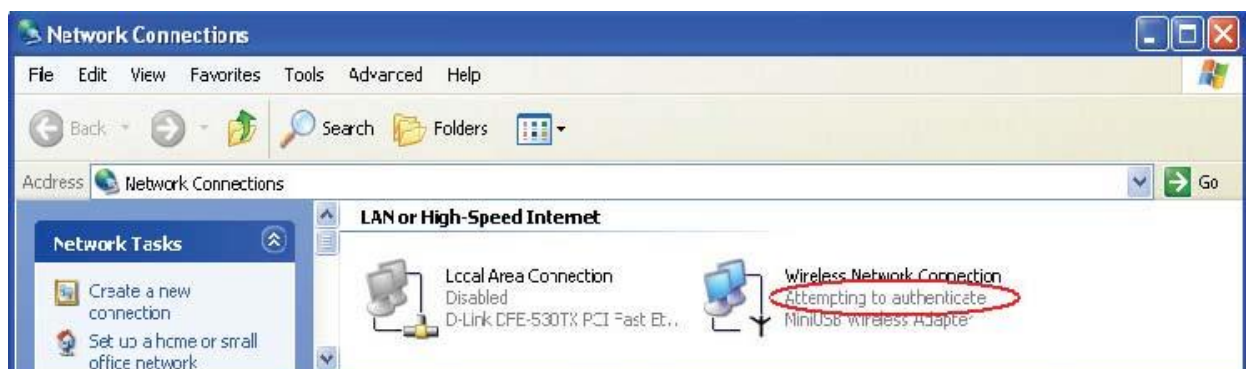 Network Connections
File Edit View Favorites Tools Advanced Help
Back Search Folders
Address Network Connections Go
LAN or High-Speed Internet
Network Tasks
Create a new
connection
Set up a home or small
office network
Local Area Connection
Disabled
D-Link DFE-530TX PCI Fast Et...
Wireless Network Connection
Attempting to authenticate
MiniUSB Wireless Adapter